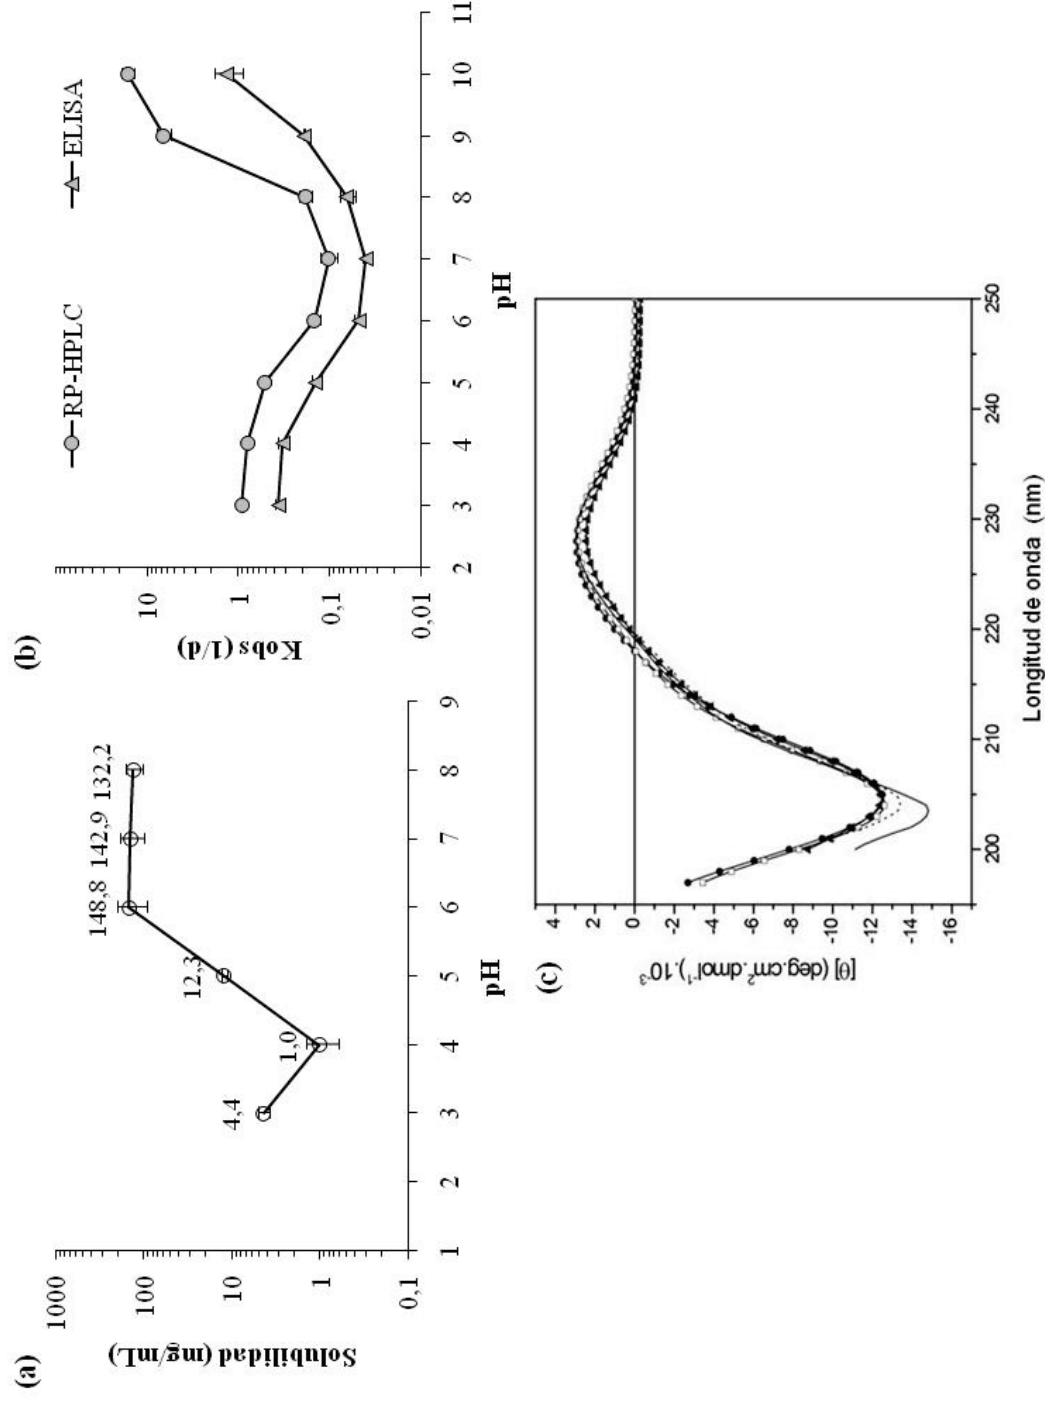 (a)
Solubilidad (mg/mL)
1000
100
10
1
0,1
4,4
1,0
12,3
148,8
142,9
132,2
1 2 3 4 5 6 7 8 9
pH
(b)
RP-HPLC
ELISA
Kobs (1/d)
10
1
0,1
0,01
2 3 4 5 6 7 8 9 10 11
pH
(c)
[θ] (deg.cm².dmol⁻¹).10⁻³
4
2
0
-2
-4
-6
-8
-10
-12
-14
-16
200 210 220 230 240 250
Longitud de onda (nm)